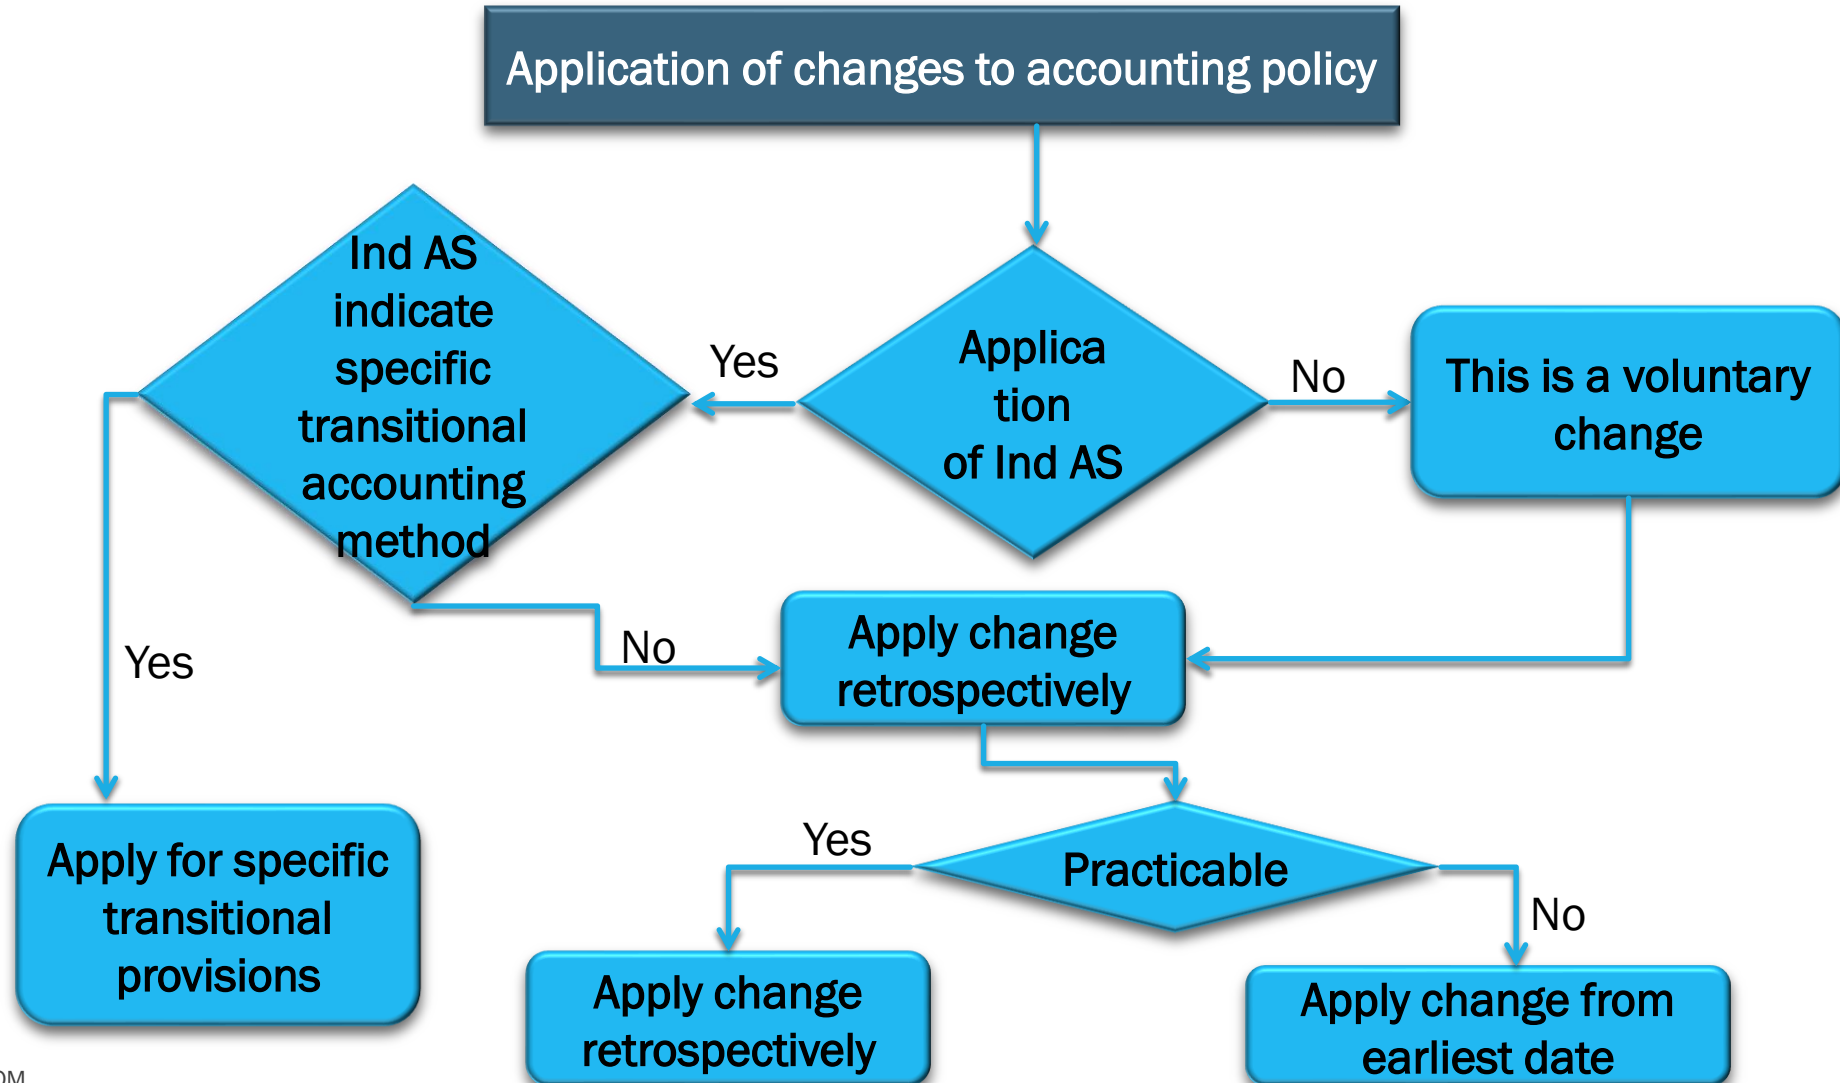 Application of changes to accounting policy
Ind AS
indicate
specific
transitional
accounting
method
Yes
Applica
tion
of Ind AS
No
This is a voluntary
change
Yes
No
Apply change
retrospectively
Apply for specific
transitional
provisions
Yes
Practicable
No
Apply change
retrospectively
Apply change from
earliest date